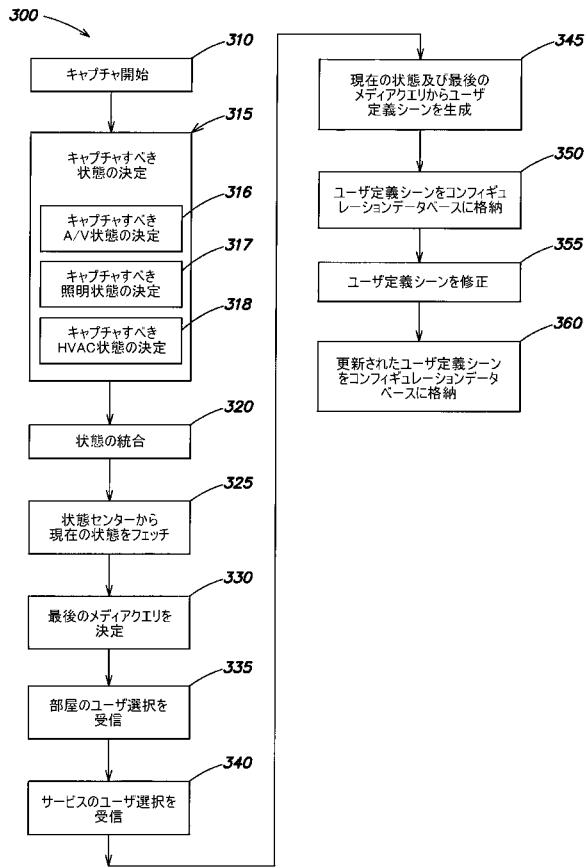 300
310
キャプチャ開始
315
キャプチャすべき
状態の決定
316
キャプチャすべき
A/V状態の決定
317
キャプチャすべき
照明状態の決定
318
キャプチャすべき
HVAC状態の決定
320
状態の統合
325
状態センターから
現在の状態をフェッチ
330
最後のメディアクエリを
決定
335
部屋のユーザ選択を
受信
340
サービスのユーザ選択を
受信
345
現在の状態及び最後の
メディアクエリからユーザ
定義シーンを生成
350
ユーザ定義シーンをコンフィギュ
レーションデータベースに格納
355
ユーザ定義シーンを修正
360
更新されたユーザ定義シーン
をコンフィギュレーションデータ
ベースに格納